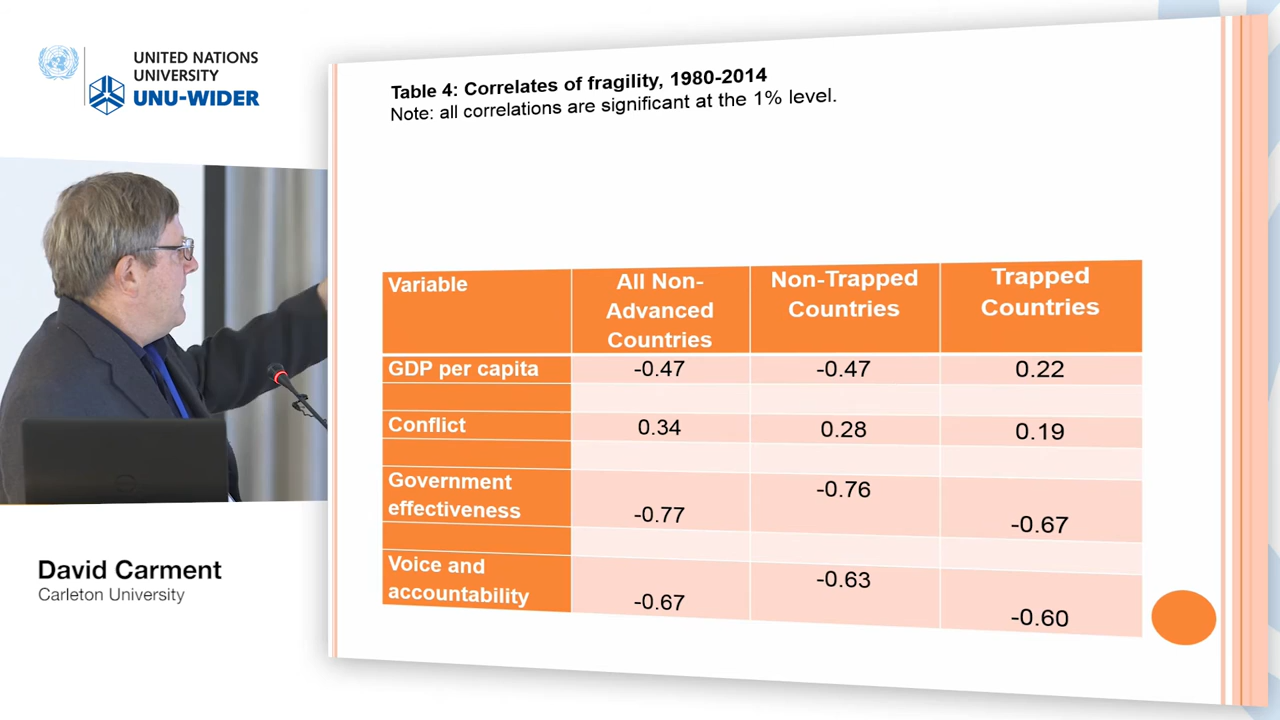 UNITED NATIONS
UNIVERSITY
UNU-WIDER
Table 4: Correlates of fragility, 1980-2014
Note: all correlations are significant at the 1% level.
Variable
All Non-
Advanced
Countries
Non-Trapped
Countries
Trapped
Countries
GDP per capita
-0.47
-0.47
0.22
Conflict
0.34
0.28
0.19
Government
effectiveness
-0.77
-0.76
-0.67
Voice and
accountability
-0.67
-0.63
-0.60
David Carment
Carleton University